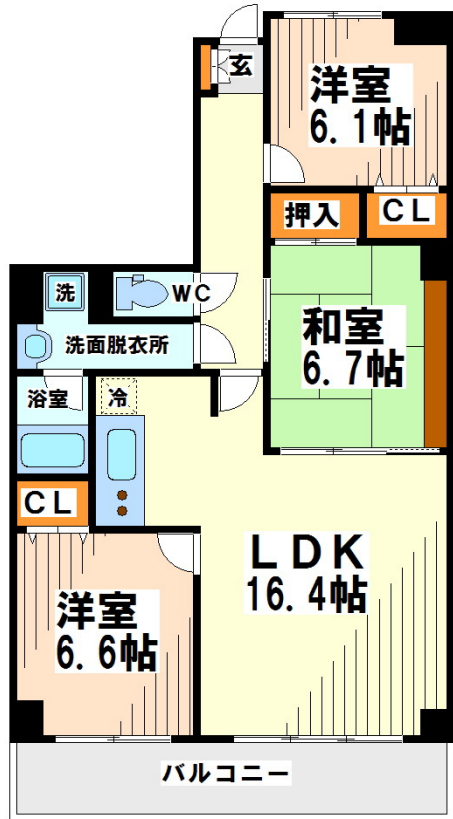 玄
洋室
6.1帖
押入
CL
洗
WC
和室
6.7帖
洗面脱衣所
浴室
冷
CL
LDK
16.4帖
洋室
6.6帖
バルコニー